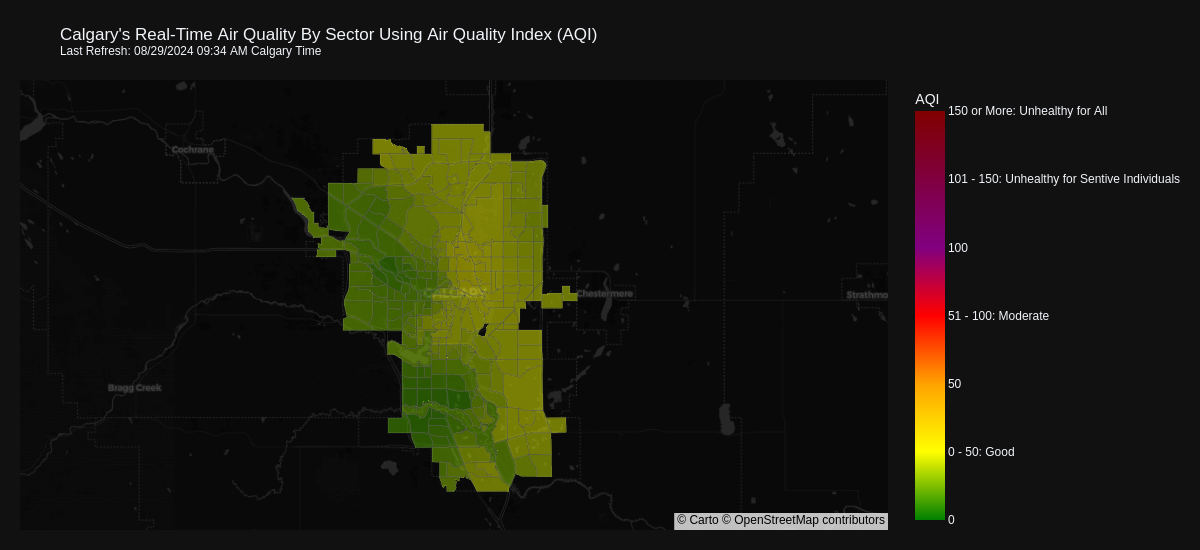 Calgary's Real-Time Air Quality By Sector Using Air Quality Index (AQI)
Last Refresh: 08/29/2024 09:34 AM Calgary Time
AQI
150 or More: Unhealthy for All
Cochrane
101 - 150: Unhealthy for Sentive Individuals
100
Chestermere
Strathmo
51 - 100: Moderate
50
Bragg Creek
0 - 50: Good
0
© Carto © OpenStreetMap contributors